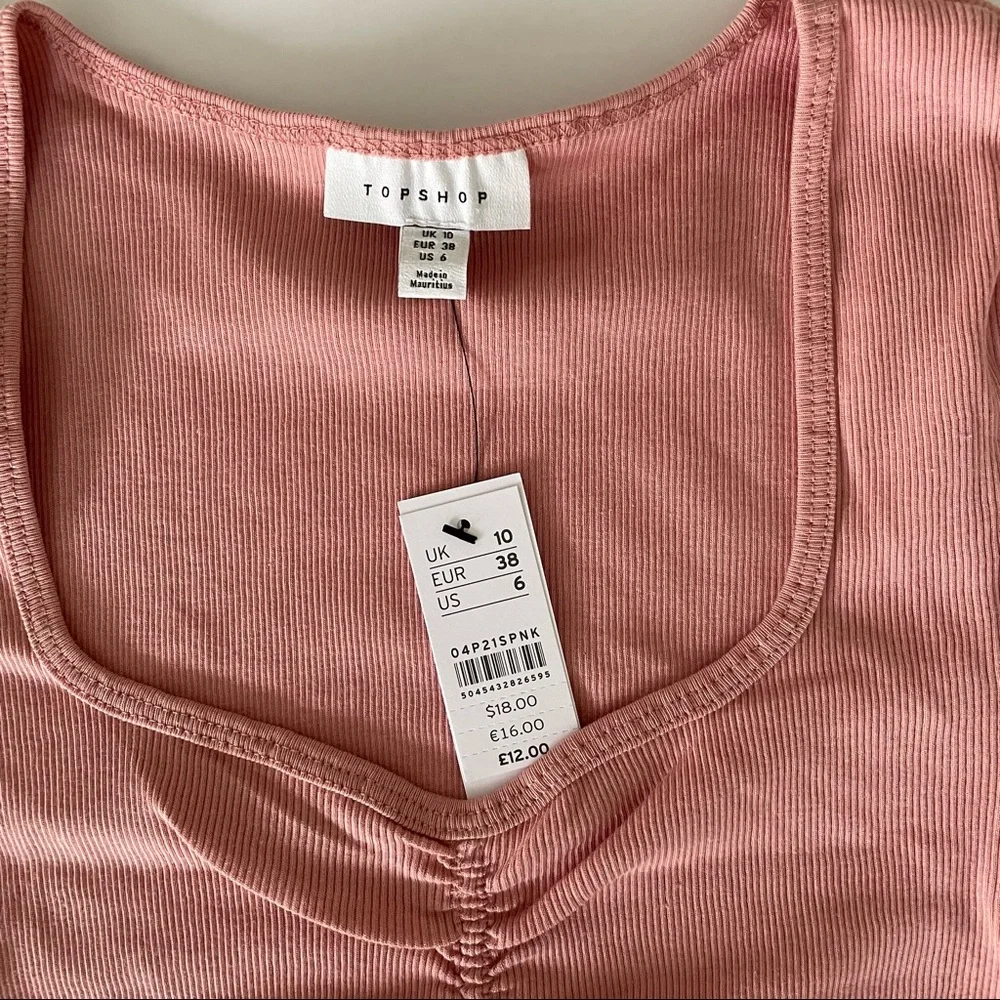 TOPSHOP
UK 10
EUR 38
US 6
Made in
Mauritius
UK 10
EUR 38
US 6
04P21SPNK
5045432826595
$18.00
€16.00
£12.00